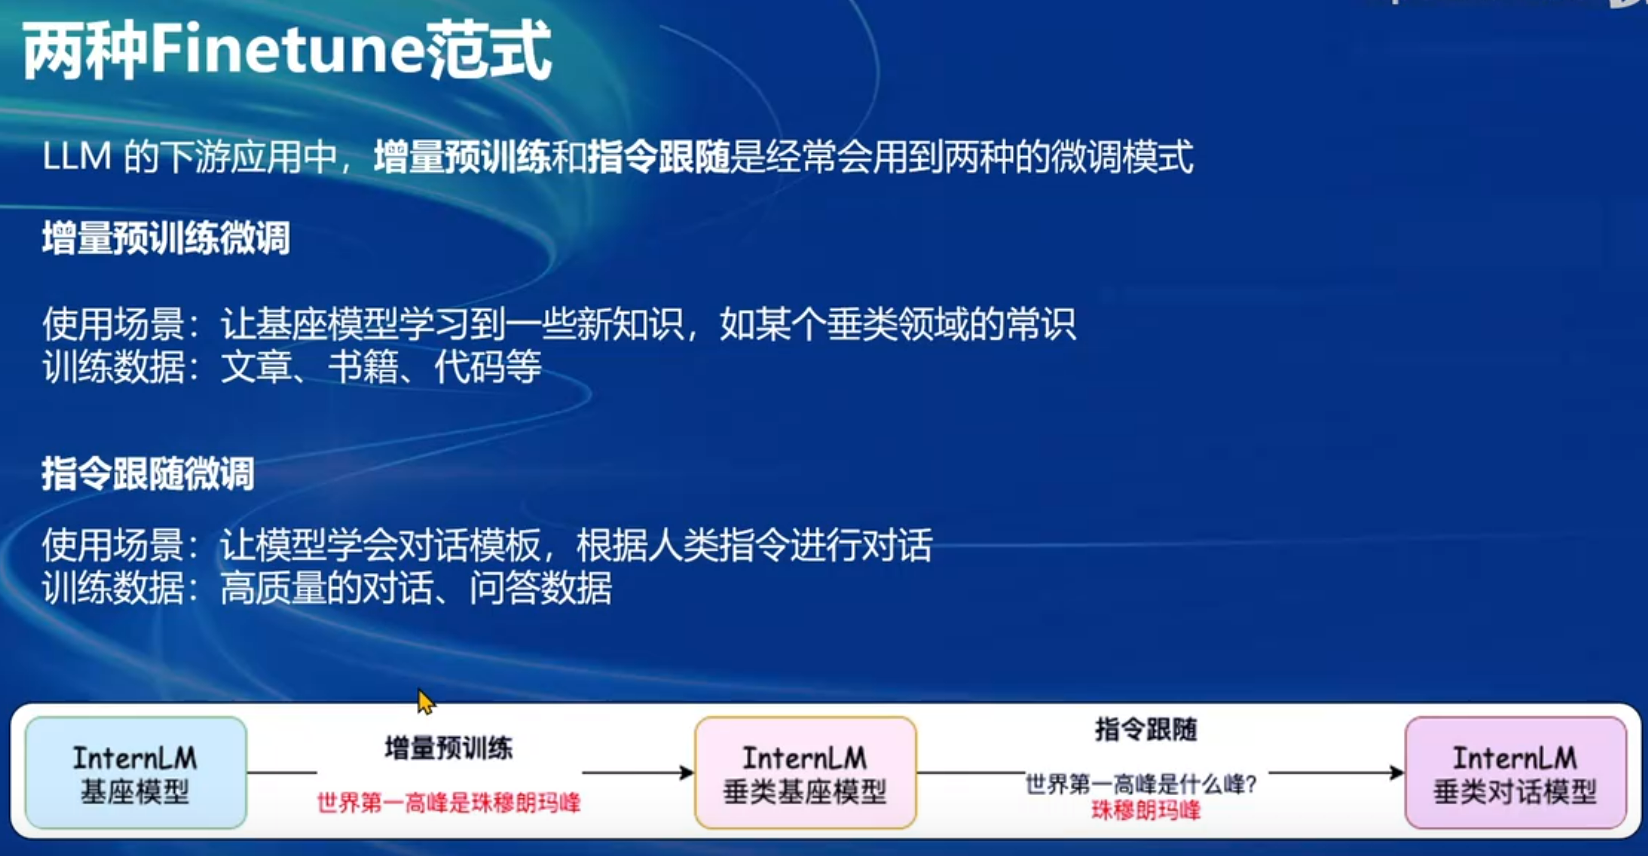 两种Finetune范式
LLM 的下游应用中，增量预训练和指令跟随是经常会用到两种的微调模式
增量预训练微调
使用场景：让基座模型学习到一些新知识，如某个垂类领域的常识
训练数据：文章、书籍、代码等
指令跟随微调
使用场景：让模型学会对话模板，根据人类指令进行对话
训练数据：高质量的对话、问答数据
InternLM
基座模型
增量预训练
世界第一高峰是珠穆朗玛峰
InternLM
垂类基座模型
指令跟随
世界第一高峰是什么峰？
珠穆朗玛峰
InternLM
垂类对话模型